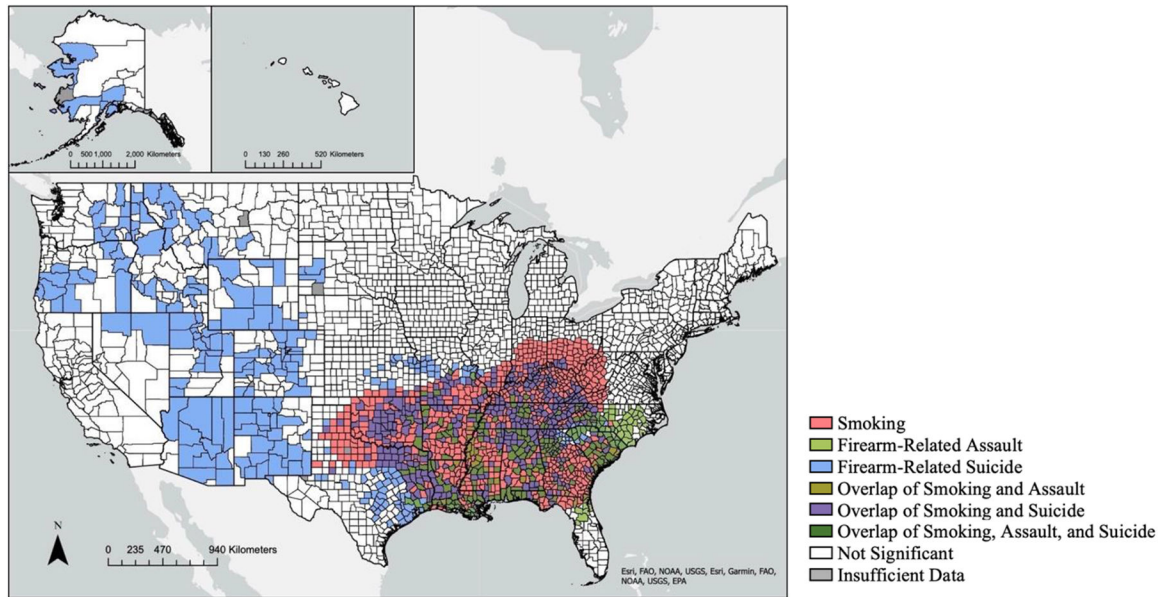 0 500 1,000 2,000 Kilometers
0 130 260 520 Kilometers
N
0 235 470 940 Kilometers
Esri, FAO, NOAA, USGS, Esri, Garmin, FAO,
NOAA, USGS, EPA
Smoking
Firearm-Related Assault
Firearm-Related Suicide
Overlap of Smoking and Assault
Overlap of Smoking and Suicide
Overlap of Smoking, Assault, and Suicide
Not Significant
Insufficient Data